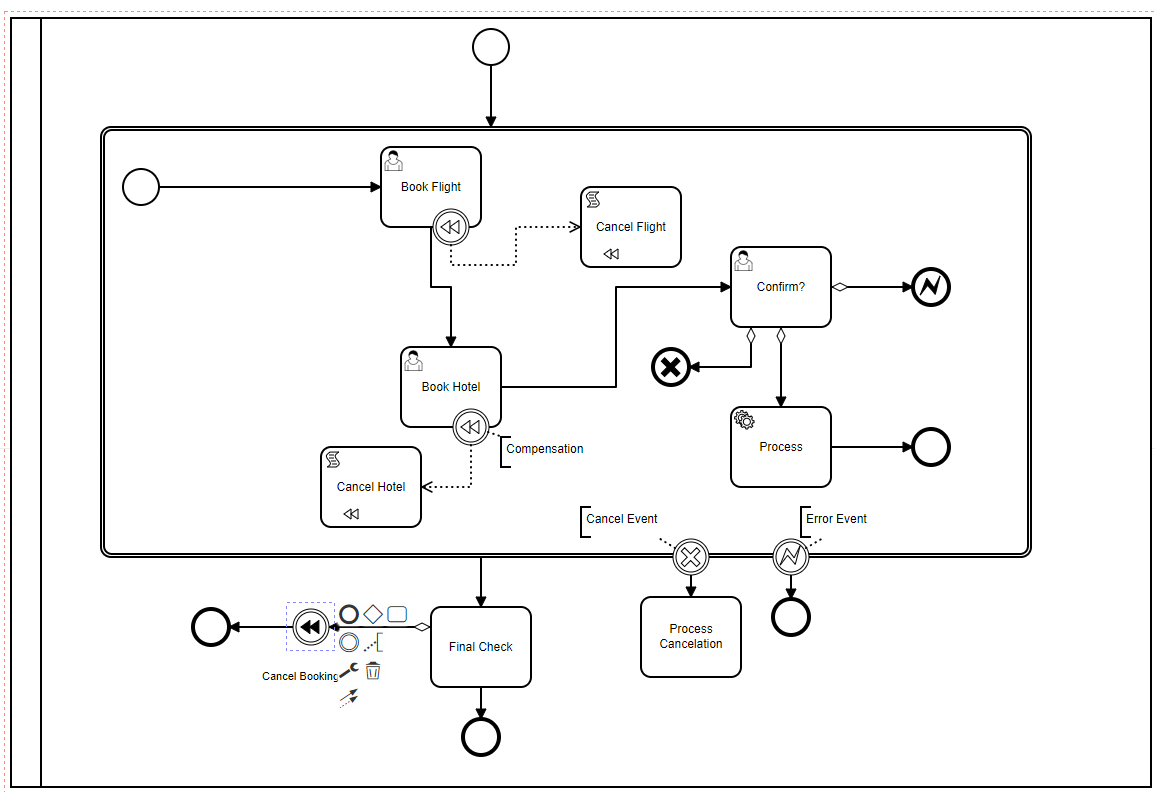 Book Flight
Cancel Flight
Confirm?
Book Hotel
Compensation
Process
Cancel Hotel
Cancel Event
Error Event
Process
Cancelation
Final Check
Cancel Booking